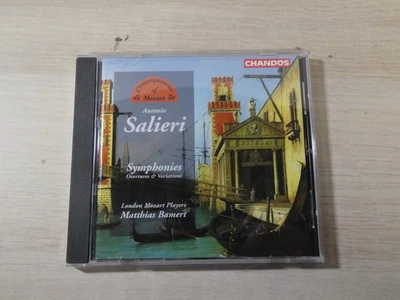 CHANDOS
Contemporaries
of
Mozart
Antonio
Salieri
Symphonies
Overtures & Variations
London Mozart Players
Matthias Bamert